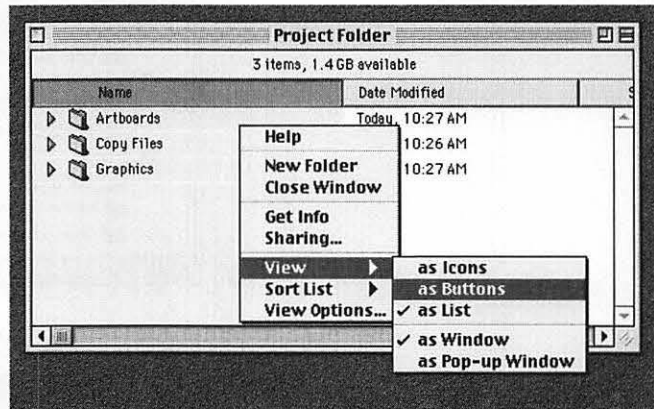 Project Folder
3 items, 1.4 GB available
Name Date Modified
Artboards Today, 10:27 AM
Copy Files 10:26 AM
Graphics 10:27 AM
Help
New Folder
Close Window
Get Info
Sharing...
View
Sort List
View Options...
as Icons
as Buttons
✓ as List
✓ as Window
as Pop-up Window